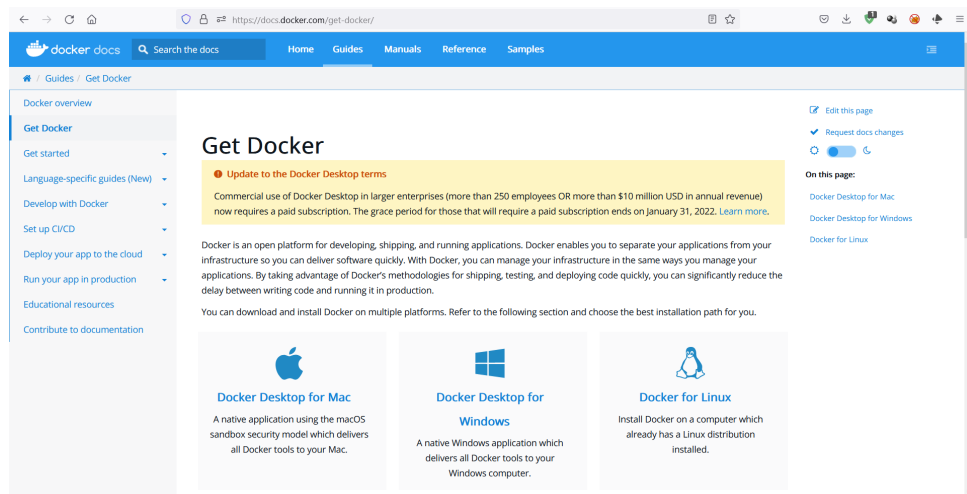 https://docs.docker.com/get-docker/
1
docker docs
Search the docs
Home
Guides
Manuals
Reference
Samples
/ Guides / Get Docker
Docker overview
Get Docker
Get started
Language-specific guides (New)
Develop with Docker
Set up CI/CD
Deploy your app to the cloud
Run your app in production
Educational resources
Contribute to documentation
Get Docker
Update to the Docker Desktop terms
Commercial use of Docker Desktop in larger enterprises (more than 250 employees OR more than $10 million USD in annual revenue)
now requires a paid subscription. The grace period for those that will require a paid subscription ends on January 31, 2022. Learn more.
Docker is an open platform for developing, shipping, and running applications. Docker enables you to separate your applications from your
infrastructure so you can deliver software quickly. With Docker, you can manage your infrastructure in the same ways you manage your
applications. By taking advantage of Docker's methodologies for shipping, testing, and deploying code quickly, you can significantly reduce the
delay between writing code and running it in production.
You can download and install Docker on multiple platforms. Refer to the following section and choose the best installation path for you.
Docker Desktop for Mac
A native application using the macOS
sandbox security model which delivers
all Docker tools to your Mac.
Docker Desktop for
Windows
A native Windows application which
delivers all Docker tools to your
Windows computer.
Docker for Linux
Install Docker on a computer which
already has a Linux distribution
installed.
Edit this page
Request docs changes
On this page:
Docker Desktop for Mac
Docker Desktop for Windows
Docker for Linux